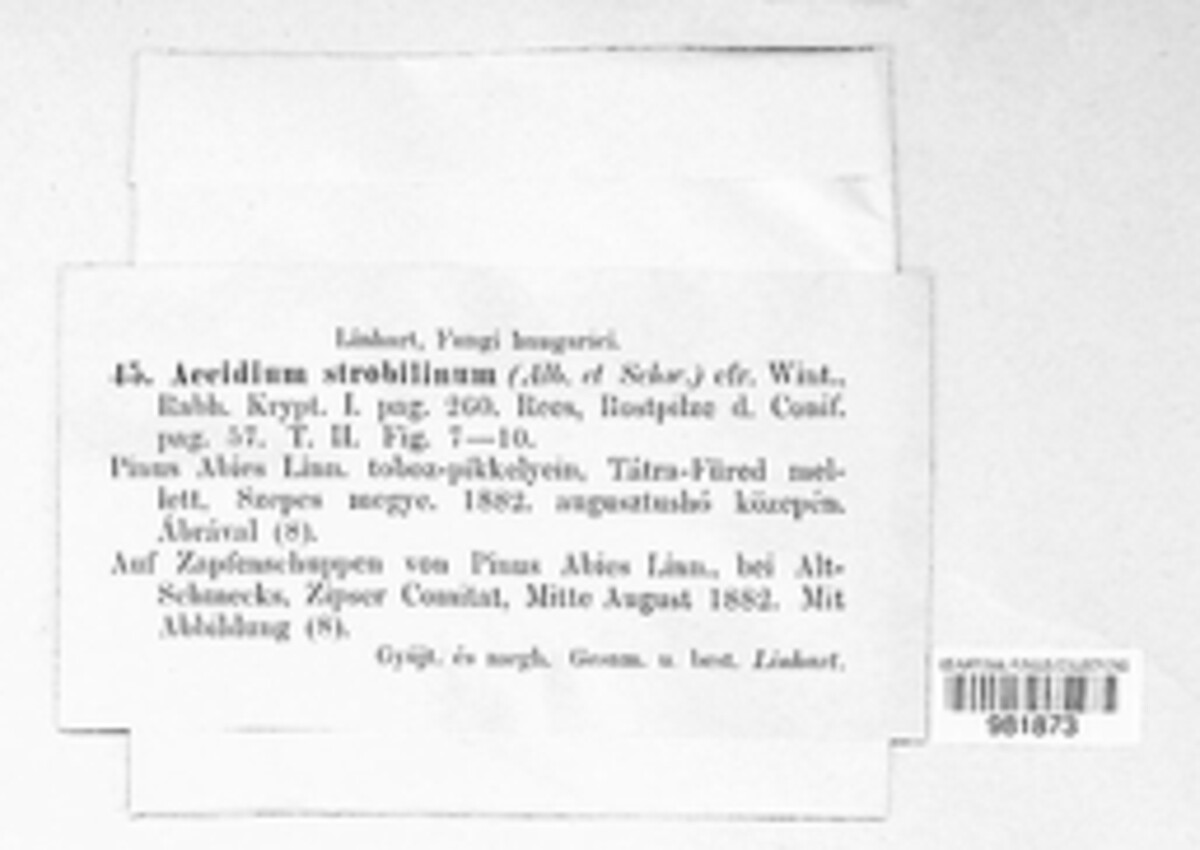 Linhart, Fungi hungarici.
45. Aecidium strobilinum (Alb. et Schw.) cfr. Wint.,
Rabh. Krypt. I. pag. 260. Rees, Rostpilze d. Conif.
pag. 57. T. II. Fig. 7—10.
Pinus Abies Linn. toboz-pikkelyein, Tátra-Füred mel-
lett, Szepes megye. 1882. augusztushó közepén.
Ábrával (8).
Auf Zapfenschuppen von Pinus Abies Linn., bei Alt-
Schmecks, Zipser Comitat, Mitte August 1882. Mit
Abbildung (8).
Gyüjt. és megh. Gesam. u. best. Linhart.
981873